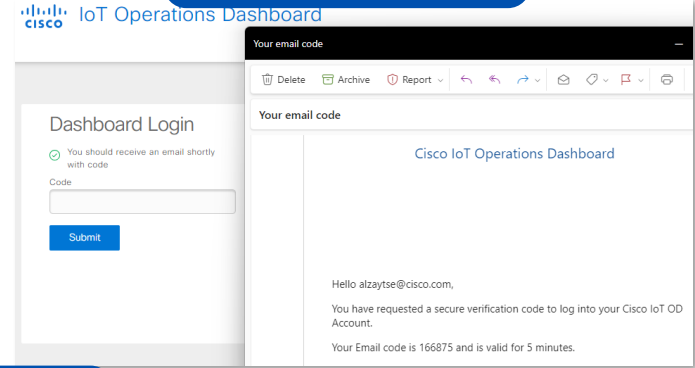 CISCO IoT Operations Dashboard
Your email code
Delete Archive Report
Your email code
Dashboard Login
You should receive an email shortly
with code
Code
Submit
Cisco IoT Operations Dashboard
Hello alzaytse@cisco.com,
You have requested a secure verification code to log into your Cisco IoT OD
Account.
Your Email code is 166875 and is valid for 5 minutes.